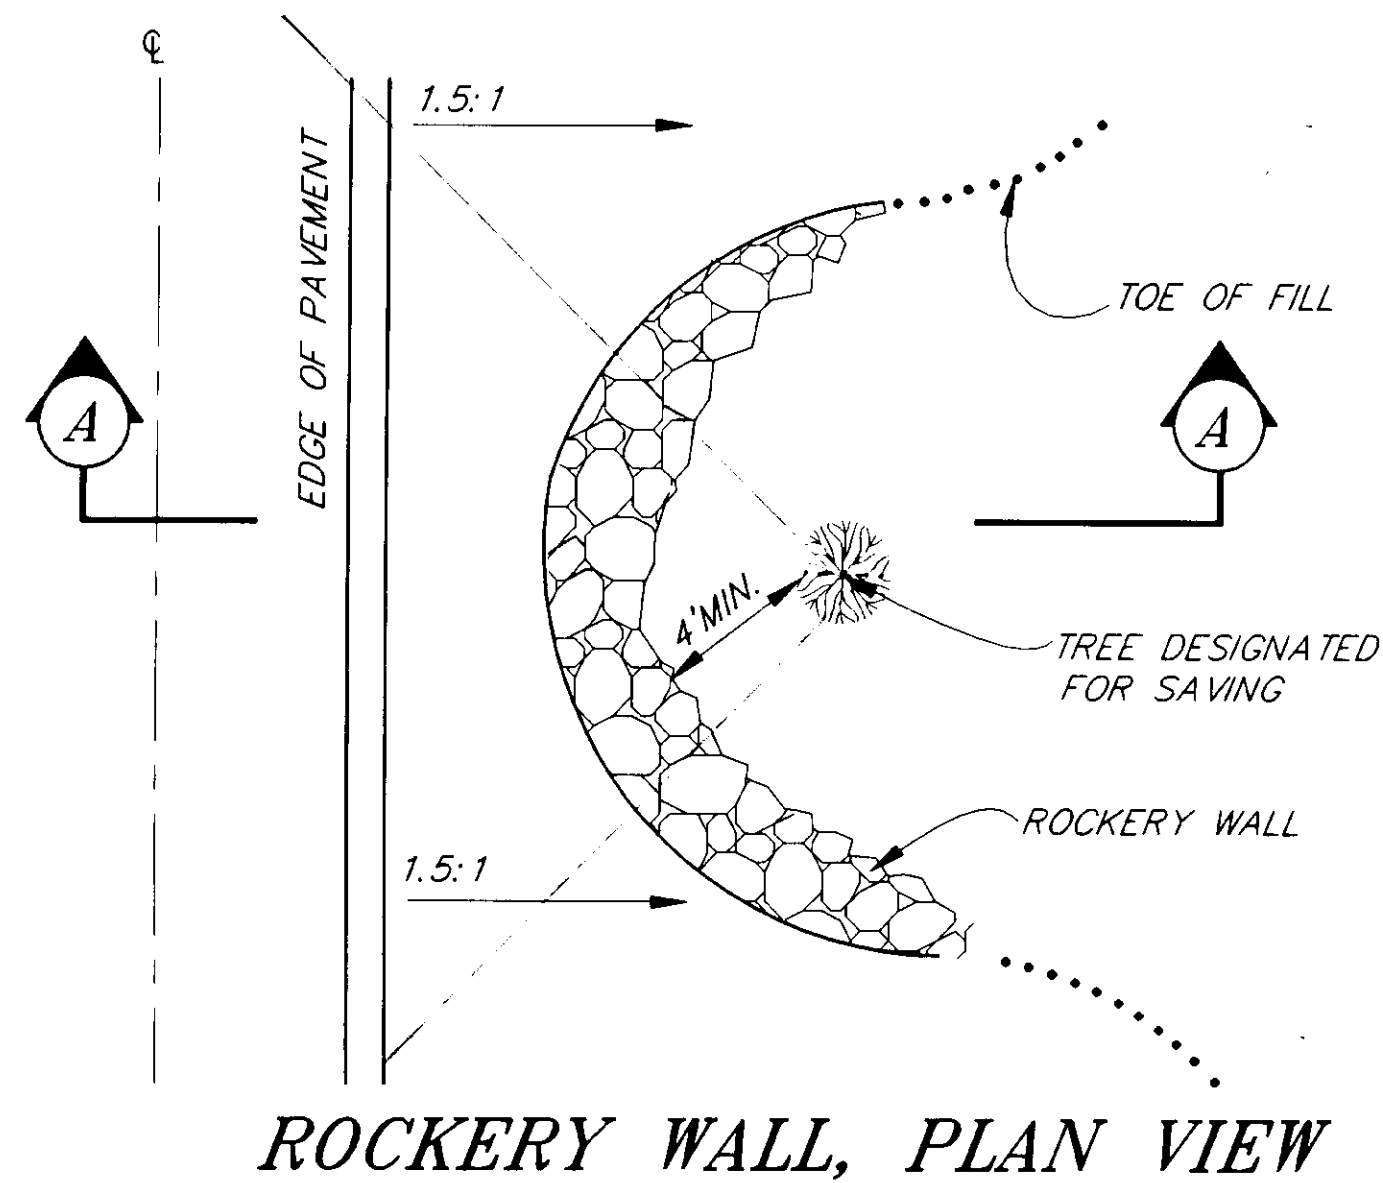 ℄
1.5:1
EDGE OF PAVEMENT
TOE OF FILL
A
A
4' MIN.
TREE DESIGNATED
FOR SAVING
ROCKERY WALL
1.5:1
ROCKERY WALL, PLAN VIEW